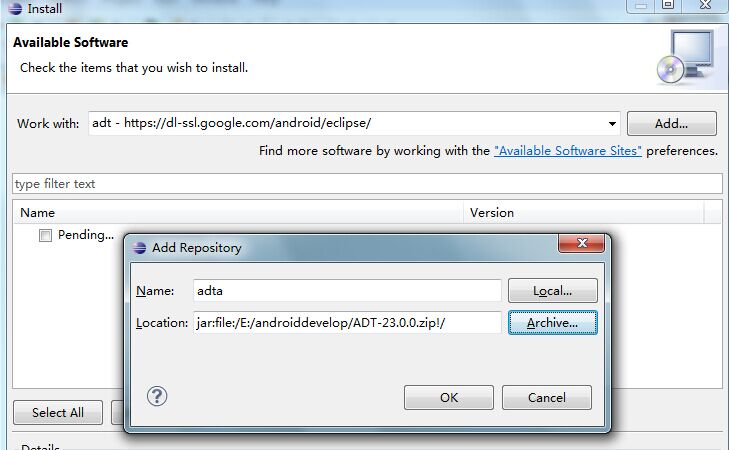 Install
Available Software
Check the items that you wish to install.
Work with: adt - https://dl-ssl.google.com/android/eclipse/ Add...
Find more software by working with the "Available Software Sites" preferences.
type filter text
Name Version
Pending...
Add Repository
Name: adta Local...
Location: jar:file:/E:/androiddevelop/ADT-23.0.0.zip!/ Archive...
? OK Cancel
Select All
Details